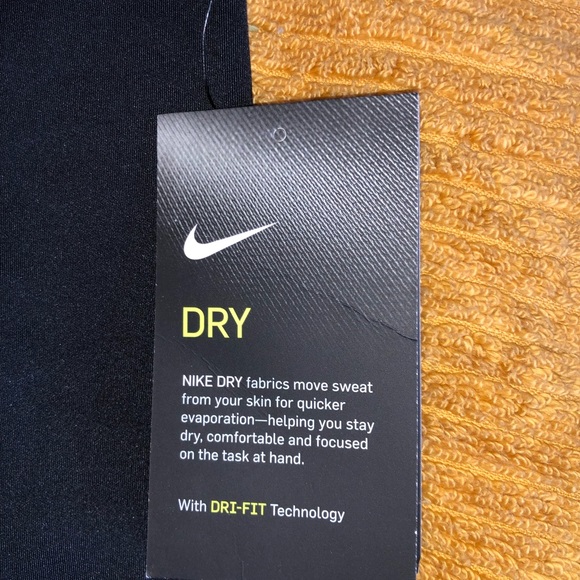 DRY
NIKE DRY fabrics move sweat
from your skin for quicker
evaporation—helping you stay
dry, comfortable and focused
on the task at hand.
With DRI-FIT Technology